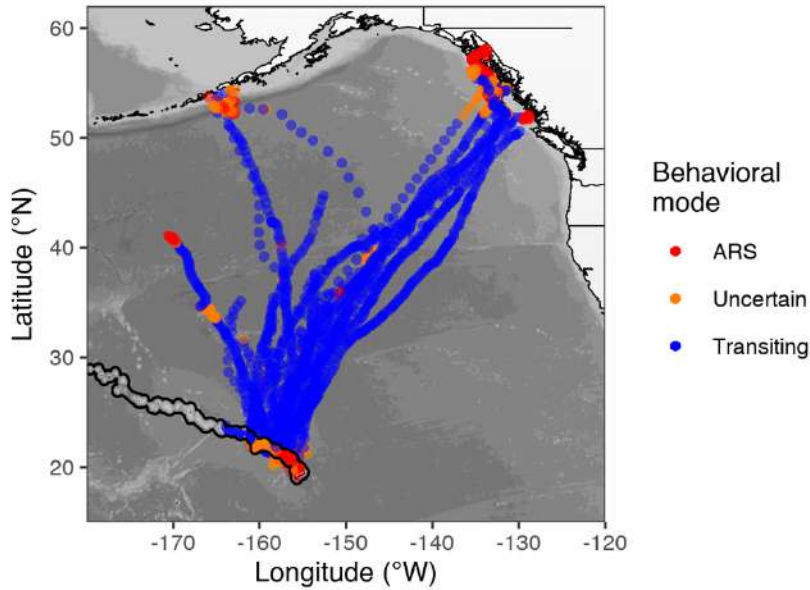 60
50
40
30
20
Latitude (°N)
-170
-160
-150
-140
-130
-120
Longitude (°W)
Behavioral
mode
ARS
Uncertain
Transiting